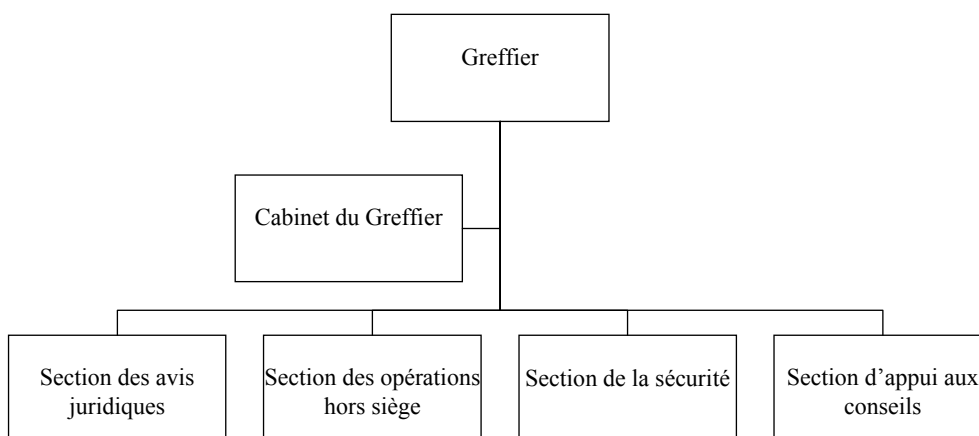 Greffier
Cabinet du Greffier
Section des avis
juridiques
Section des opérations
hors siège
Section de la sécurité
Section d’appui aux
conseils